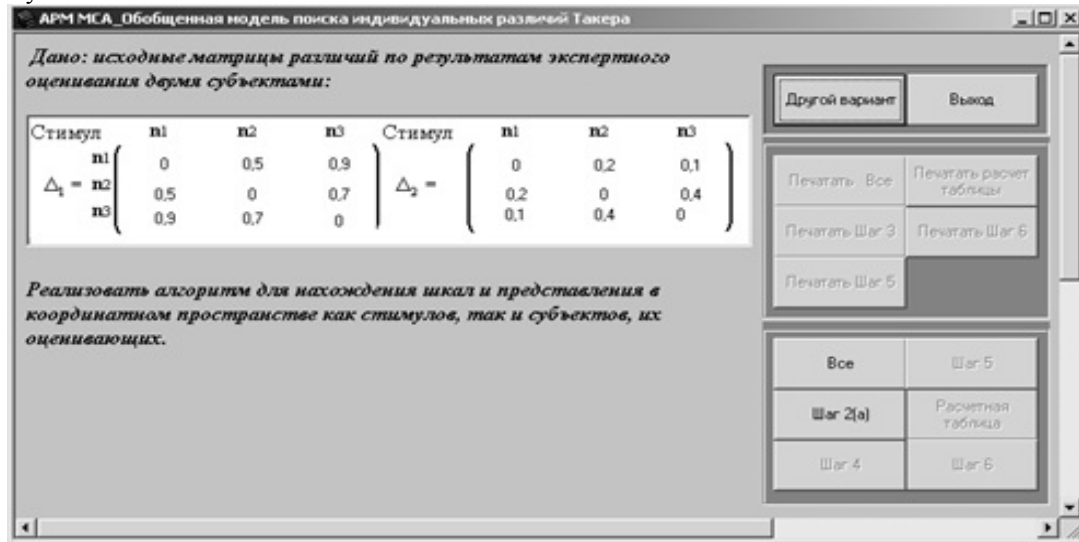 АРМ МСА_Обобщенная модель поиска индивидуальных различий Такера
Дано: исходные матрицы различий по результатам экспертного
оценивания двумя субъектами:
Стимул n1 n2 n3 Стимул n1 n2 n3
n1 0 0,5 0,9 0 0,2 0,1
Δ₁ = n2 0,5 0 0,7 Δ₂ = 0,2 0 0,4
n3 0,9 0,7 0 0,1 0,4 0
Реализовать алгоритм для нахождения шкал и представления в
координатном пространстве как стимулов, так и субъектов, их
оценивающих.
Другой вариант Выход
Печатать Все Печатать расчет
таблицы
Печатать Шаг 3 Печатать Шаг 6
Печатать Шаг 5
Все Шаг 5
Шаг 2(а) Расчетная
таблица
Шаг 4 Шаг 6